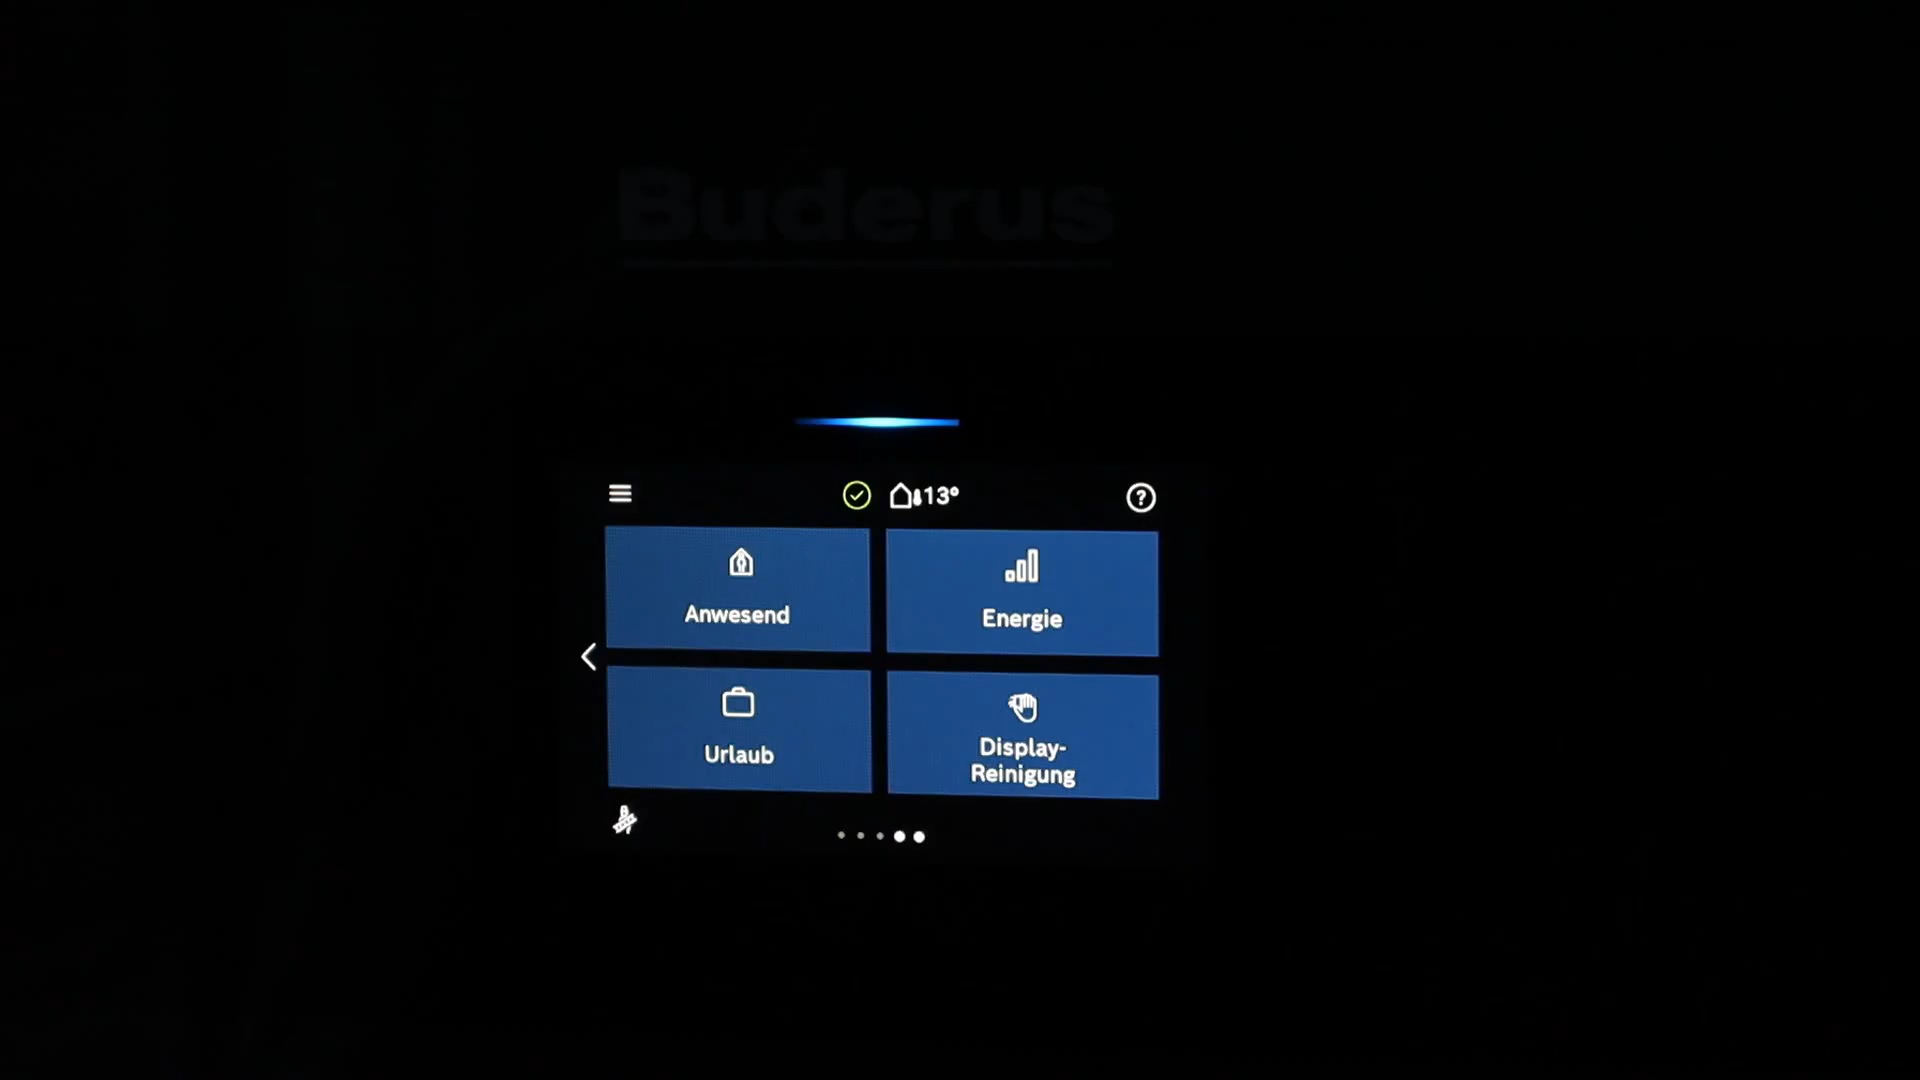 Buderus
13°
?
Anwesend
Energie
Urlaub
Display-
Reinigung